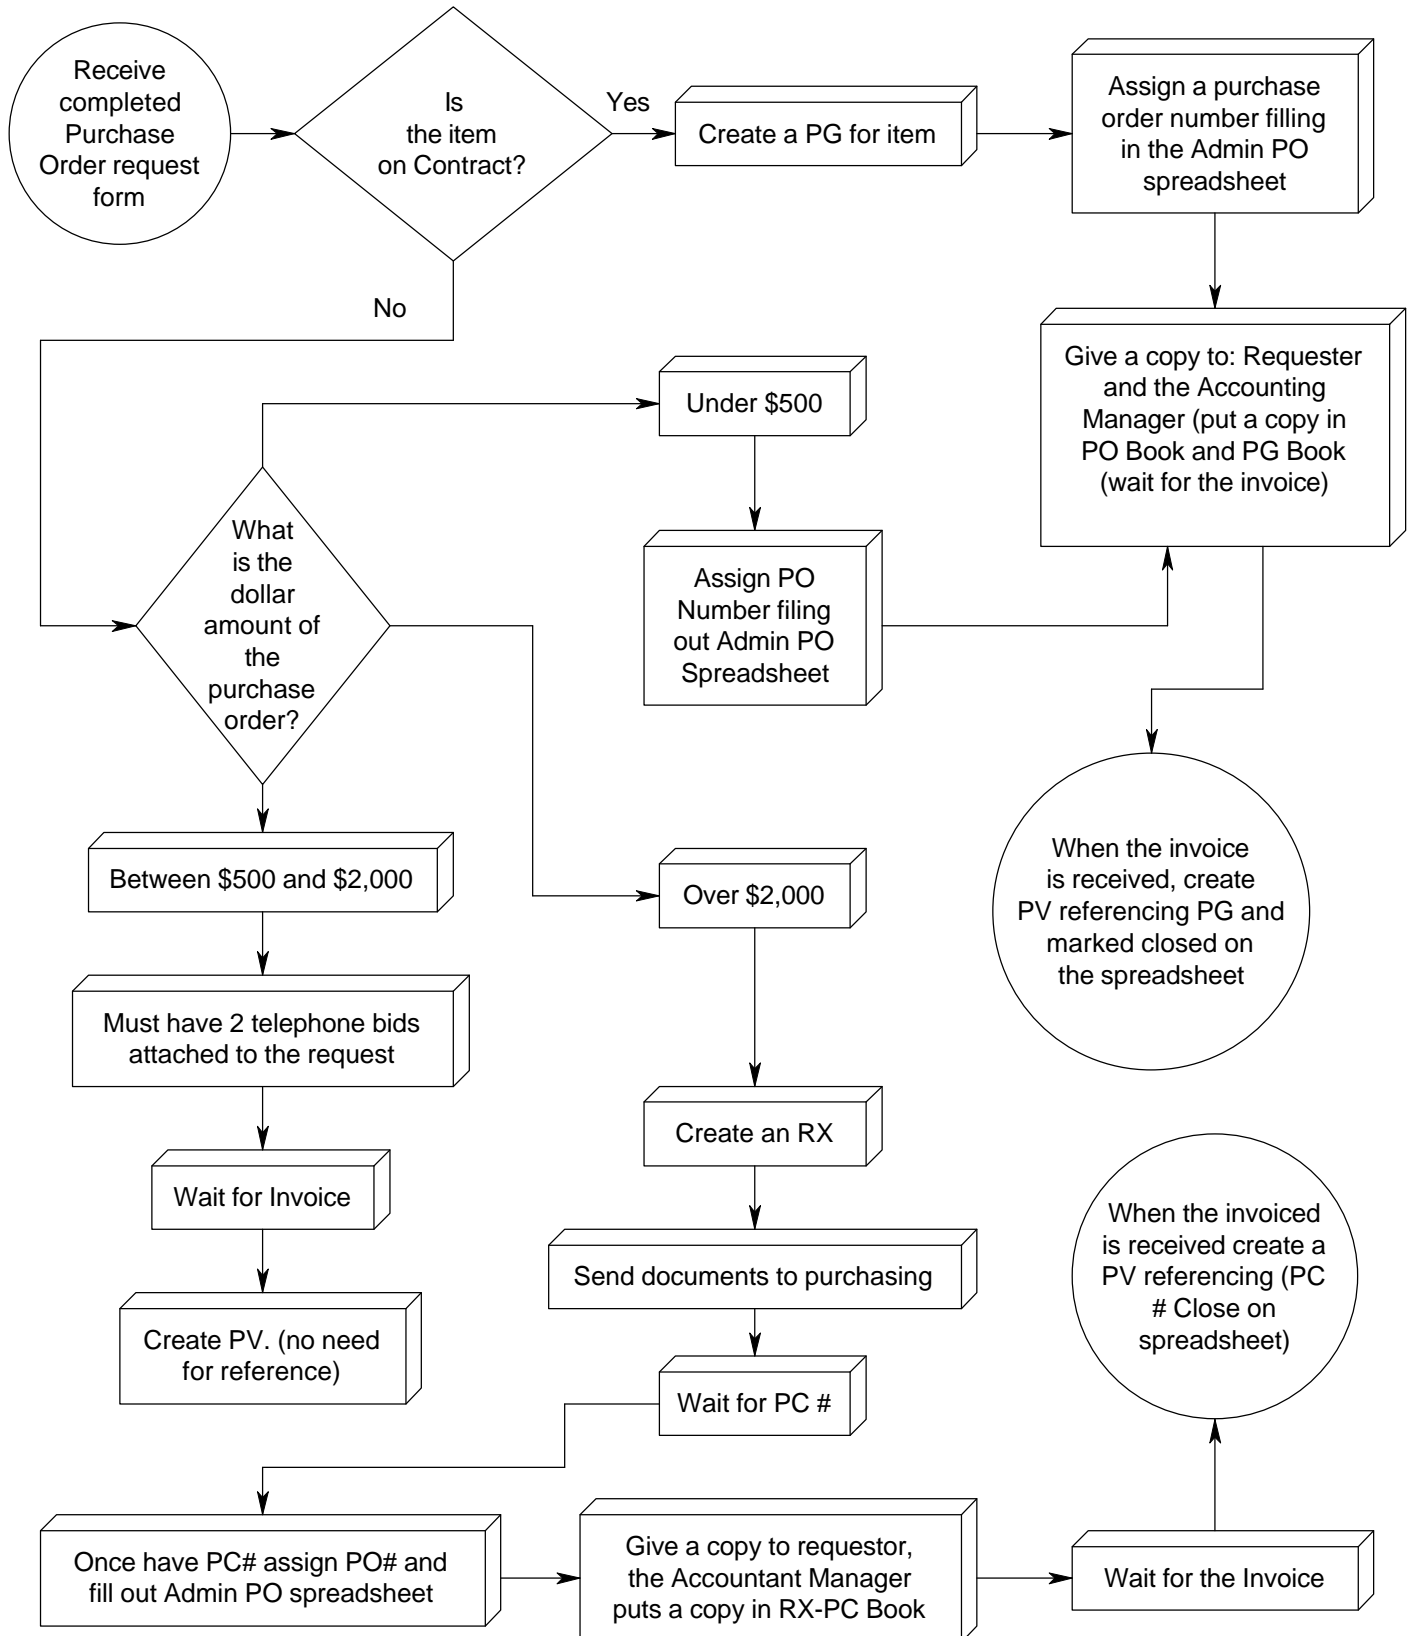 Receive
completed
Purchase
Order request
form
Is
the item
on Contract?
Yes
Create a PG for item
Assign a purchase
order number filling
in the Admin PO
spreadsheet
No
Give a copy to: Requester
and the Accounting
Manager (put a copy in
PO Book and PG Book
(wait for the invoice)
Under $500
What
is the
dollar
amount of
the
purchase
order?
Assign PO
Number filing
out Admin PO
Spreadsheet
When the invoice
is received, create
PV referencing PG and
marked closed on
the spreadsheet
Between $500 and $2,000
Over $2,000
Must have 2 telephone bids
attached to the request
Create an RX
Wait for Invoice
Send documents to purchasing
When the invoiced
is received create a
PV referencing (PC
# Close on
spreadsheet)
Create PV. (no need
for reference)
Wait for PC #
Once have PC# assign PO# and
fill out Admin PO spreadsheet
Give a copy to requestor,
the Accountant Manager
puts a copy in RX-PC Book
Wait for the Invoice